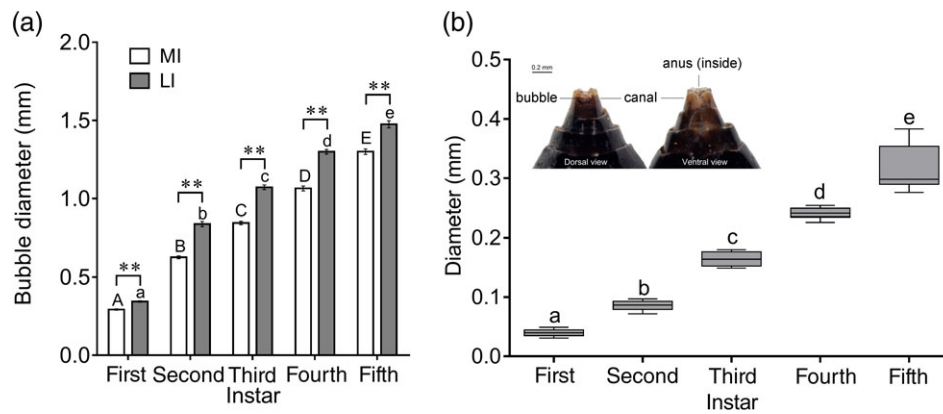 (a)
2.0
1.5
1.0
0.5
0.0
Bubble diameter (mm)
MI
LI
**
**
**
**
**
A
a
B
b
C
c
D
d
E
e
First Second Third Fourth Fifth
Instar
(b)
0.5
0.4
0.3
0.2
0.1
0.0
Diameter (mm)
0.2 mm
anus (inside)
bubble
canal
Dorsal view
Ventral view
a
b
c
d
e
First Second Third Fourth Fifth
Instar